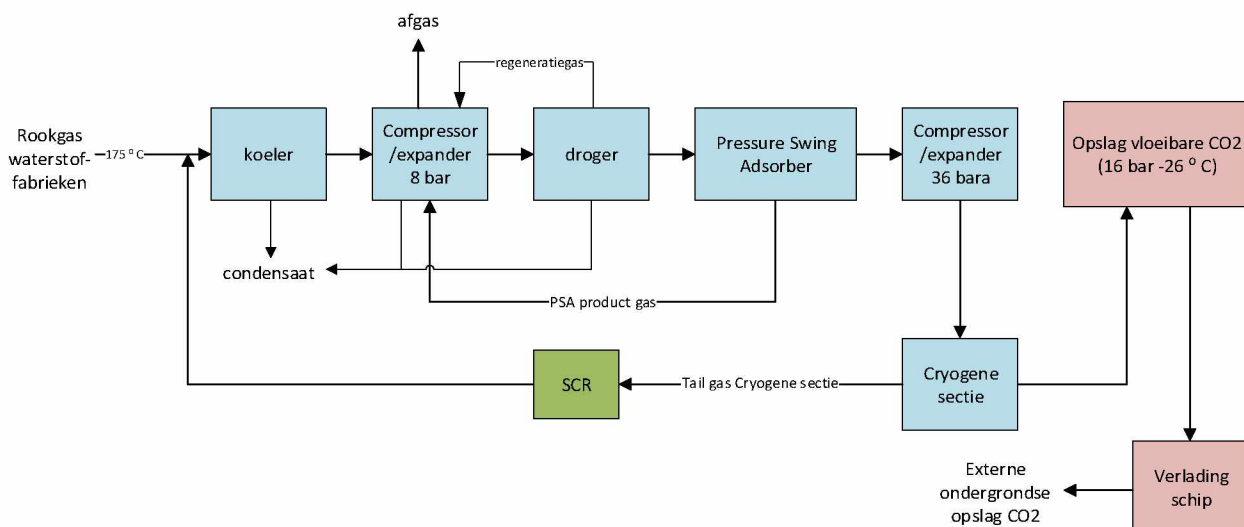 afgas
regeneratiegas
Rookgas
waterstof-
fabrieken
175 ° C
koeler
Compressor
/expander
8 bar
droger
Pressure Swing
Adsorber
Compressor
/expander
36 bara
Opslag vloeibare CO2
(16 bar -26 ° C)
condensaat
PSA product gas
SCR
Tail gas Cryogene sectie
Cryogene
sectie
Externe
ondergrondse
opslag CO2
Verlading
schip